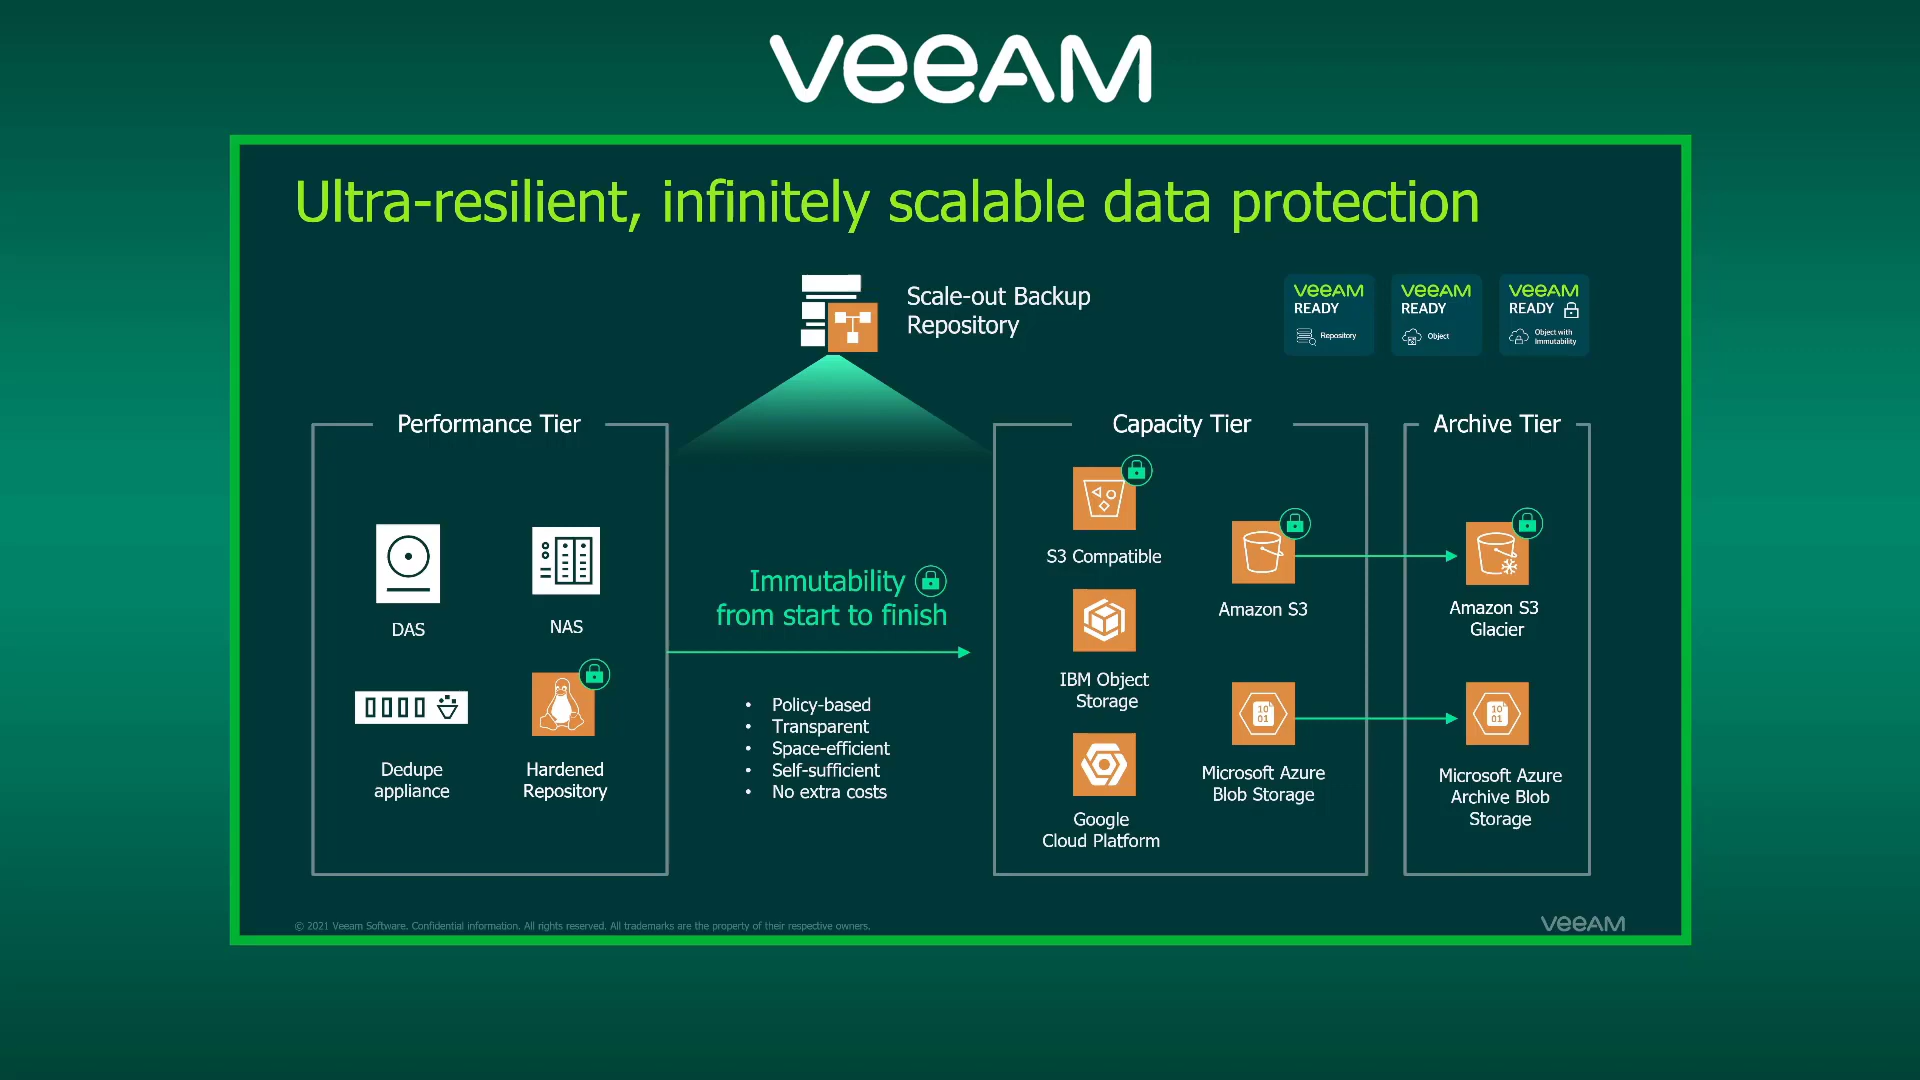 veeAM
Ultra-resilient, infinitely scalable data protection
Scale-out Backup
Repository
veeAM
READY
Repository
veeAM
READY
Object
veeAM
READY
Object with
Immutability
Performance Tier
DAS
NAS
Dedupe
appliance
Hardened
Repository
Immutability
from start to finish
• Policy-based
• Transparent
• Space-efficient
• Self-sufficient
• No extra costs
Capacity Tier
S3 Compatible
IBM Object
Storage
Google
Cloud Platform
Amazon S3
10
01
Microsoft Azure
Blob Storage
Archive Tier
Amazon S3
Glacier
10
01
Microsoft Azure
Archive Blob
Storage
© 2021 Veeam Software. Confidential information. All rights reserved. All trademarks are the property of their respective owners.
veeAM